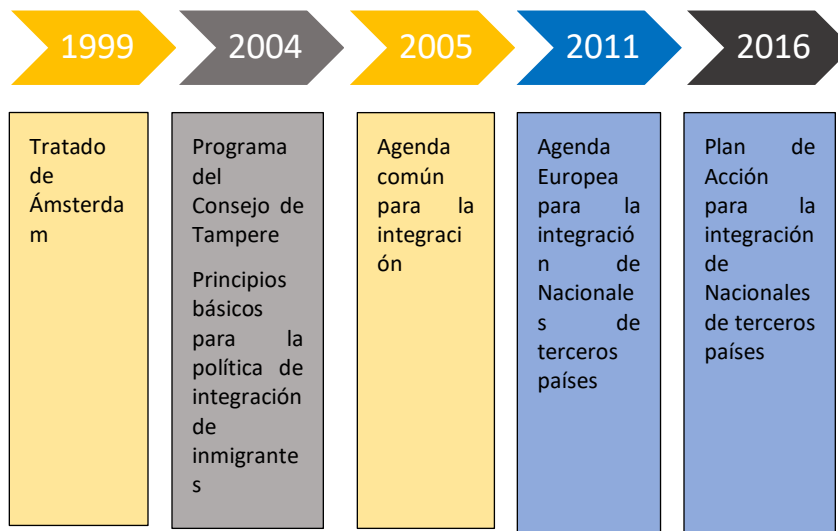 1999
2004
2005
2011
2016
Tratado
de
Ámsterda
m
Programa
del
Consejo de
Tampere
Principios
básicos
para la
política de
integración
de
inmigrante
s
Agenda
común
para la
integraci
ón
Agenda
Europea
para la
integració
n de
Nacionale
s de
terceros
países
Plan de
Acción
para la
integración
de
Nacionales
de terceros
países